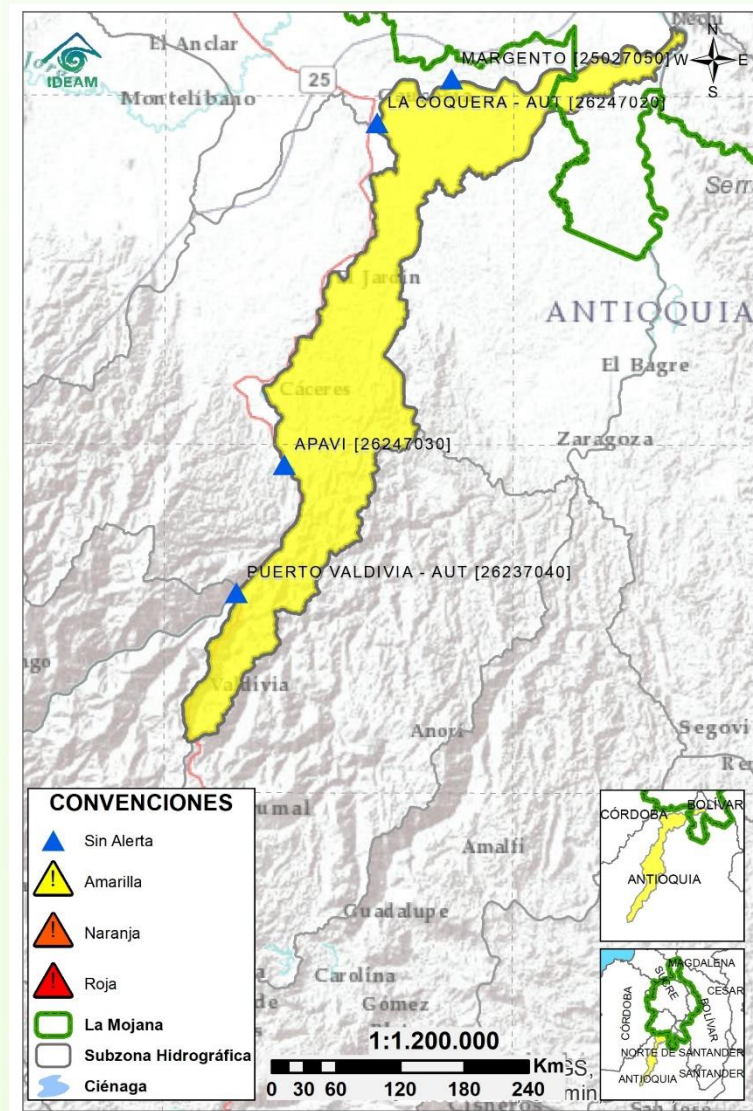 Nechí
El Anclar
N
W E
S
MARGENTO [25027050]
IDEAM
25
Montelíbano
LA COQUERA - AUT [26247020]
El Jardín
ANTIOQUIA
El Bagre
Cáceres
APAVI [26247030]
Zaragoza
PUERTO VALDIVIA - AUT [26237040]
Valdivia
Anorí
Segovi
CONVENCIONES
Sin Alerta
Amarilla
Naranja
Roja
La Mojana
Subzona Hidrográfica
Ciénaga
Amalfi
Guadalupe
Carolina
Gómez
1:1.200.000
Km
0 30 60 120 180 240
Cisneros
CÓRDOBA
BOLÍVAR
ANTIOQUIA
MAGDALENA
SUCRE
CESAR
CÓRDOBA
BOLÍVAR
NORTE DE SANTANDER
ANTIOQUIA
SANTANDER